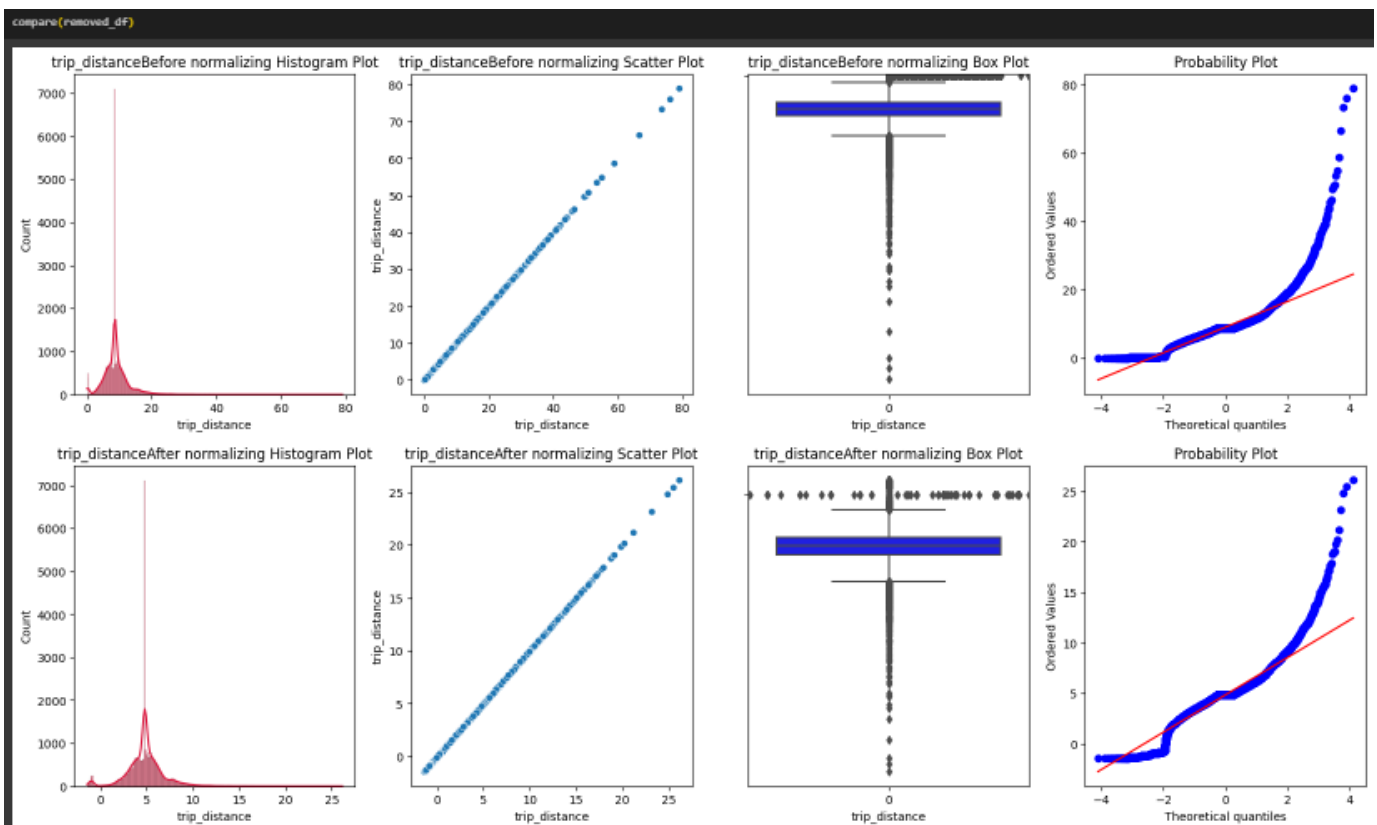 compare(removed_df)
trip_distanceBefore normalizing Histogram Plot
7000
6000
5000
4000
3000
2000
1000
0
Count
0 20 40 60 80
trip_distance
trip_distanceBefore normalizing Scatter Plot
80
70
60
50
40
30
20
10
0
trip_distance
0 10 20 30 40 50 60 70 80
trip_distance
trip_distanceBefore normalizing Box Plot
0
trip_distance
Probability Plot
80
60
40
20
0
Ordered Values
−4 −2 0 2 4
Theoretical quantiles
trip_distanceAfter normalizing Histogram Plot
7000
6000
5000
4000
3000
2000
1000
0
Count
0 5 10 15 20 25
trip_distance
trip_distanceAfter normalizing Scatter Plot
25
20
15
10
5
0
trip_distance
0 5 10 15 20 25
trip_distance
trip_distanceAfter normalizing Box Plot
0
trip_distance
Probability Plot
25
20
15
10
5
0
Ordered Values
−4 −2 0 2 4
Theoretical quantiles